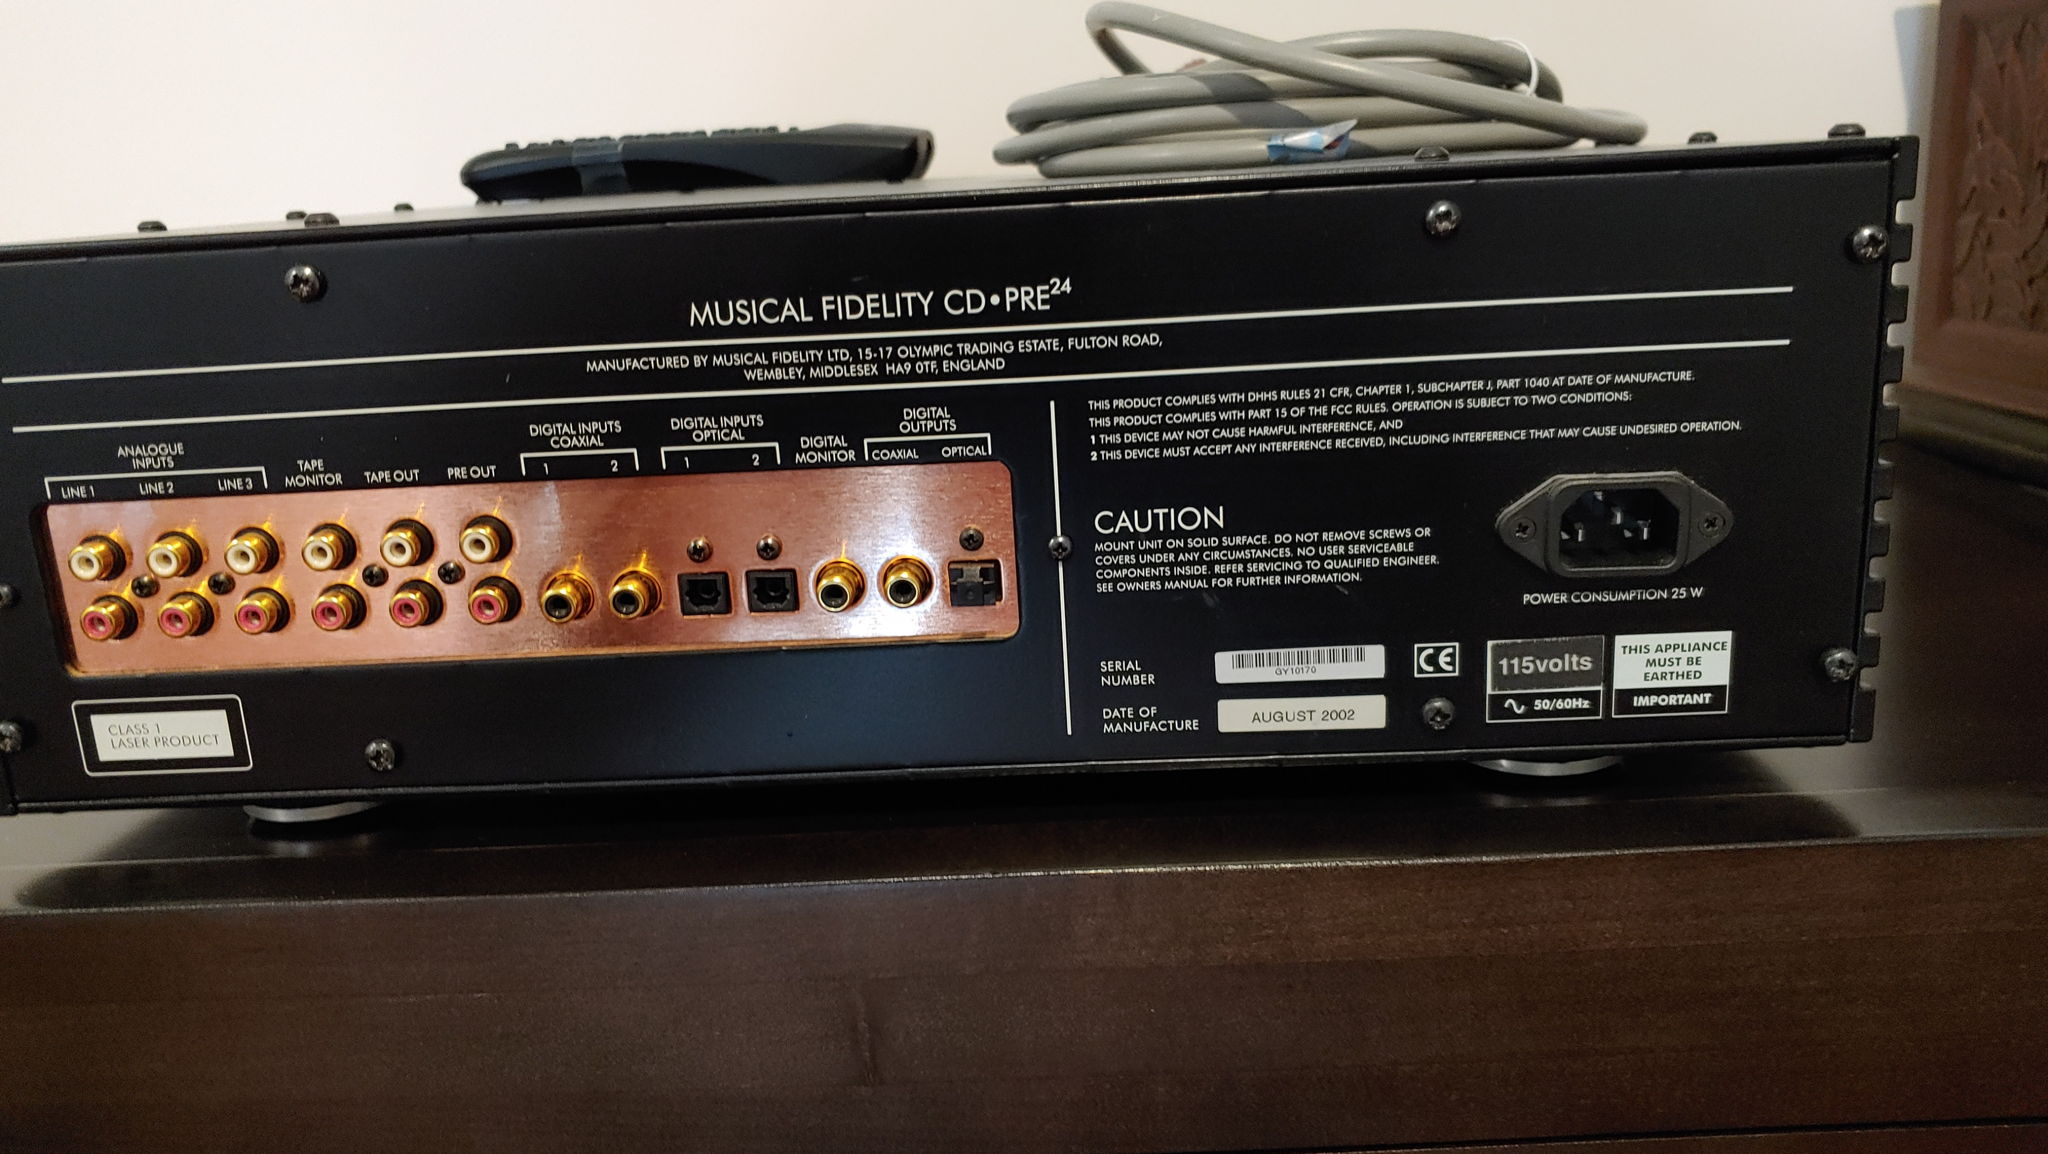 MUSICAL FIDELITY CD•PRE²⁴
MANUFACTURED BY MUSICAL FIDELITY LTD, 15-17 OLYMPIC TRADING ESTATE, FULTON ROAD,
WEMBLEY, MIDDLESEX HA9 0TF, ENGLAND
ANALOGUE
INPUTS
LINE 1
LINE 2
LINE 3
TAPE
MONITOR
TAPE OUT
PRE OUT
DIGITAL INPUTS
COAXIAL
1
2
DIGITAL INPUTS
OPTICAL
1
2
DIGITAL
MONITOR
DIGITAL
OUTPUTS
COAXIAL
OPTICAL
THIS PRODUCT COMPLIES WITH DHHS RULES 21 CFR, CHAPTER 1, SUBCHAPTER J, PART 1040 AT DATE OF MANUFACTURE.
THIS PRODUCT COMPLIES WITH PART 15 OF THE FCC RULES. OPERATION IS SUBJECT TO TWO CONDITIONS:
1 THIS DEVICE MAY NOT CAUSE HARMFUL INTERFERENCE, AND
2 THIS DEVICE MUST ACCEPT ANY INTERFERENCE RECEIVED, INCLUDING INTERFERENCE THAT MAY CAUSE UNDESIRED OPERATION.
CAUTION
MOUNT UNIT ON SOLID SURFACE. DO NOT REMOVE SCREWS OR
COVERS UNDER ANY CIRCUMSTANCES. NO USER SERVICEABLE
COMPONENTS INSIDE. REFER SERVICING TO QUALIFIED ENGINEER.
SEE OWNERS MANUAL FOR FURTHER INFORMATION.
POWER CONSUMPTION 25 W
SERIAL
NUMBER
GY10170
CE
115volts
50/60Hz
THIS APPLIANCE
MUST BE
EARTHED
IMPORTANT
DATE OF
MANUFACTURE
AUGUST 2002
CLASS 1
LASER PRODUCT